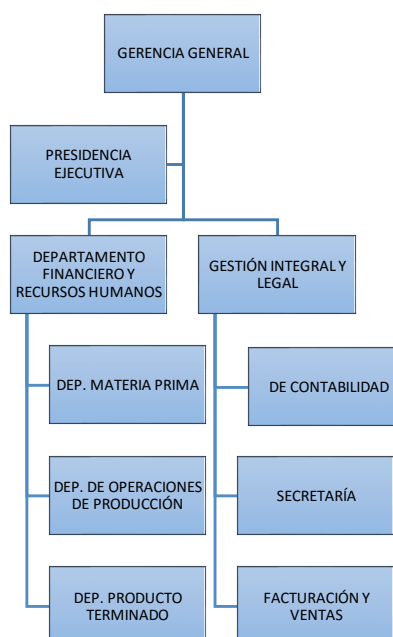 GERENCIA GENERAL
PRESIDENCIA
EJECUTIVA
DEPARTAMENTO
FINANCIERO Y
RECURSOS HUMANOS
GESTIÓN INTEGRAL Y
LEGAL
DEP. MATERIA PRIMA
DE CONTABILIDAD
DEP. DE OPERACIONES
DE PRODUCCIÓN
SECRETARÍA
DEP. PRODUCTO
TERMINADO
FACTURACIÓN Y
VENTAS